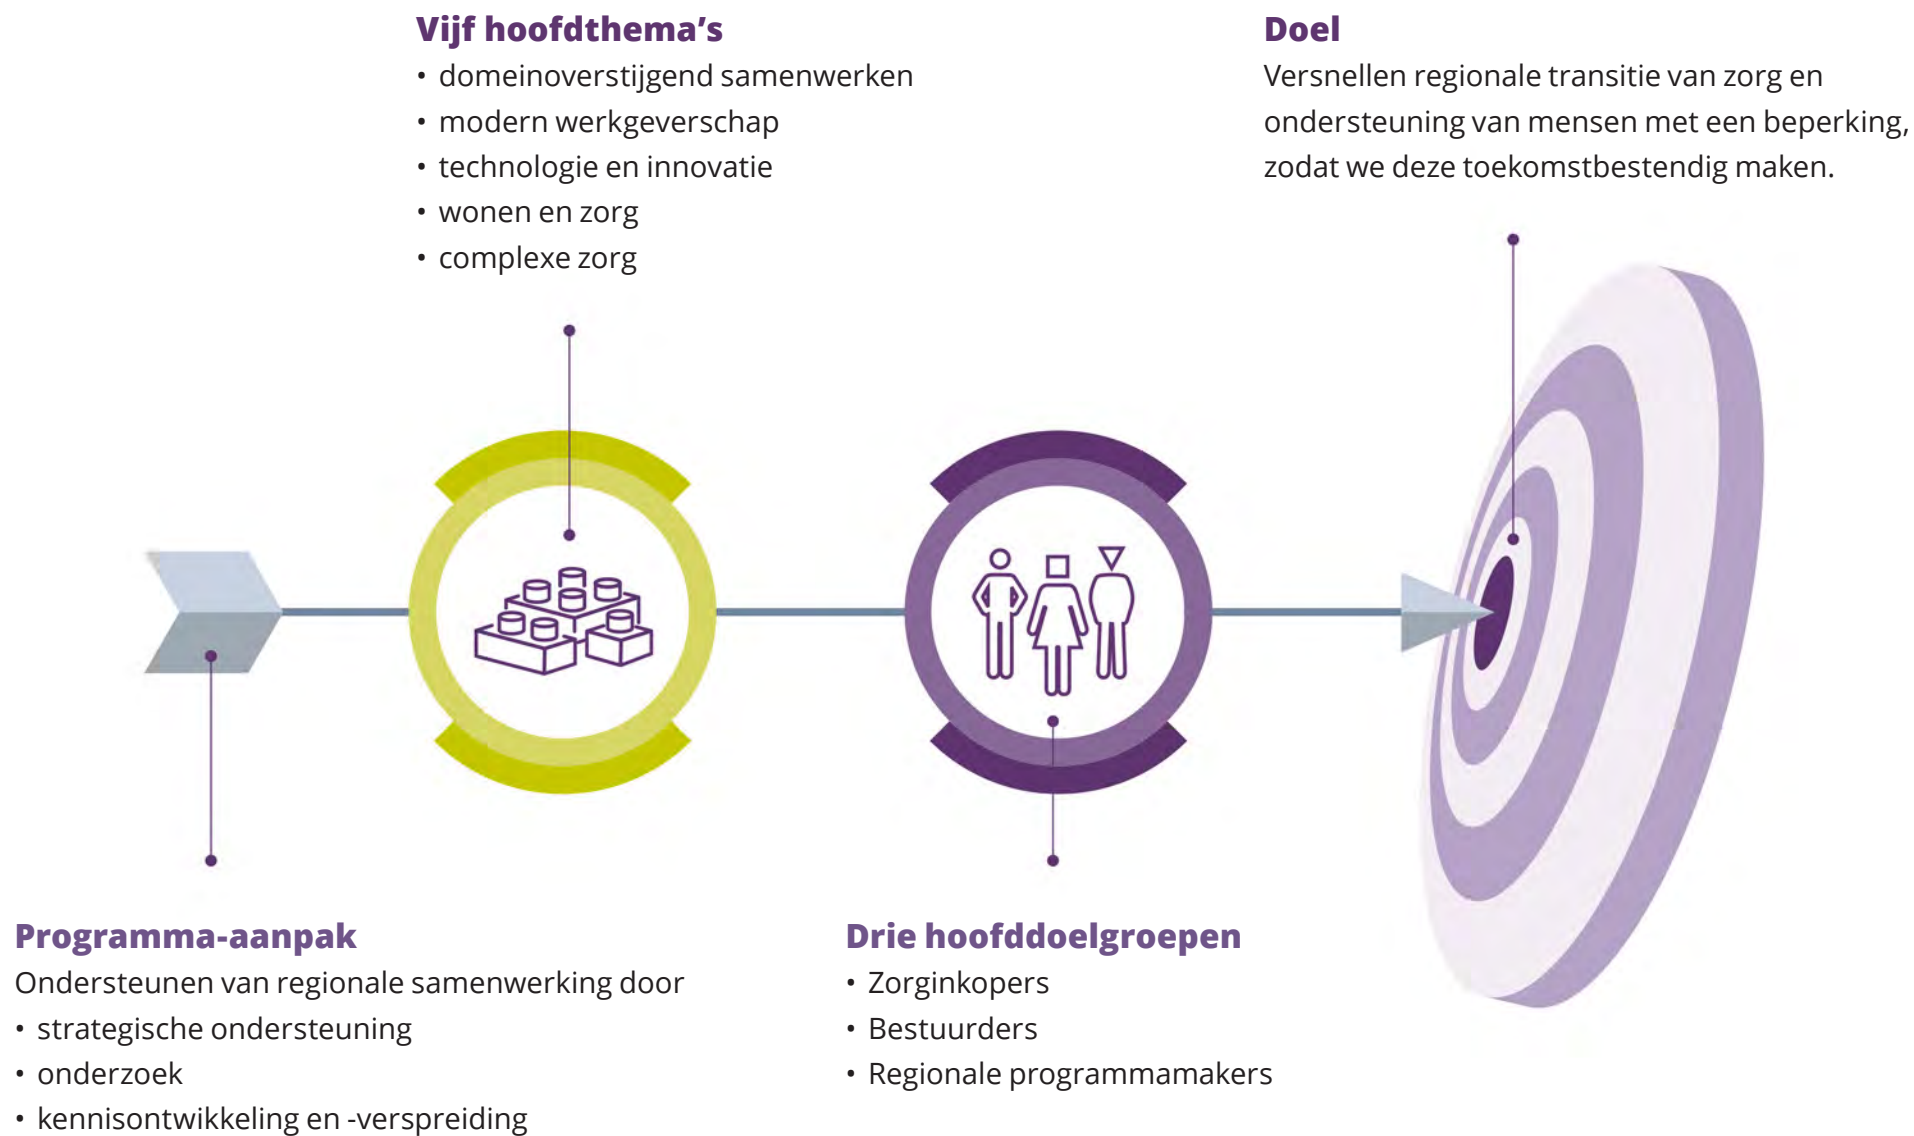 Vijf hoofdthema’s
• domeinoverstijgend samenwerken
• modern werkgeverschap
• technologie en innovatie
• wonen en zorg
• complexe zorg
Doel
Versnellen regionale transitie van zorg en
ondersteuning van mensen met een beperking,
zodat we deze toekomstbestendig maken.
Programma-aanpak
Ondersteunen van regionale samenwerking door
• strategische ondersteuning
• onderzoek
• kennisontwikkeling en -verspreiding
Drie hoofddoelgroepen
• Zorginkopers
• Bestuurders
• Regionale programmamakers